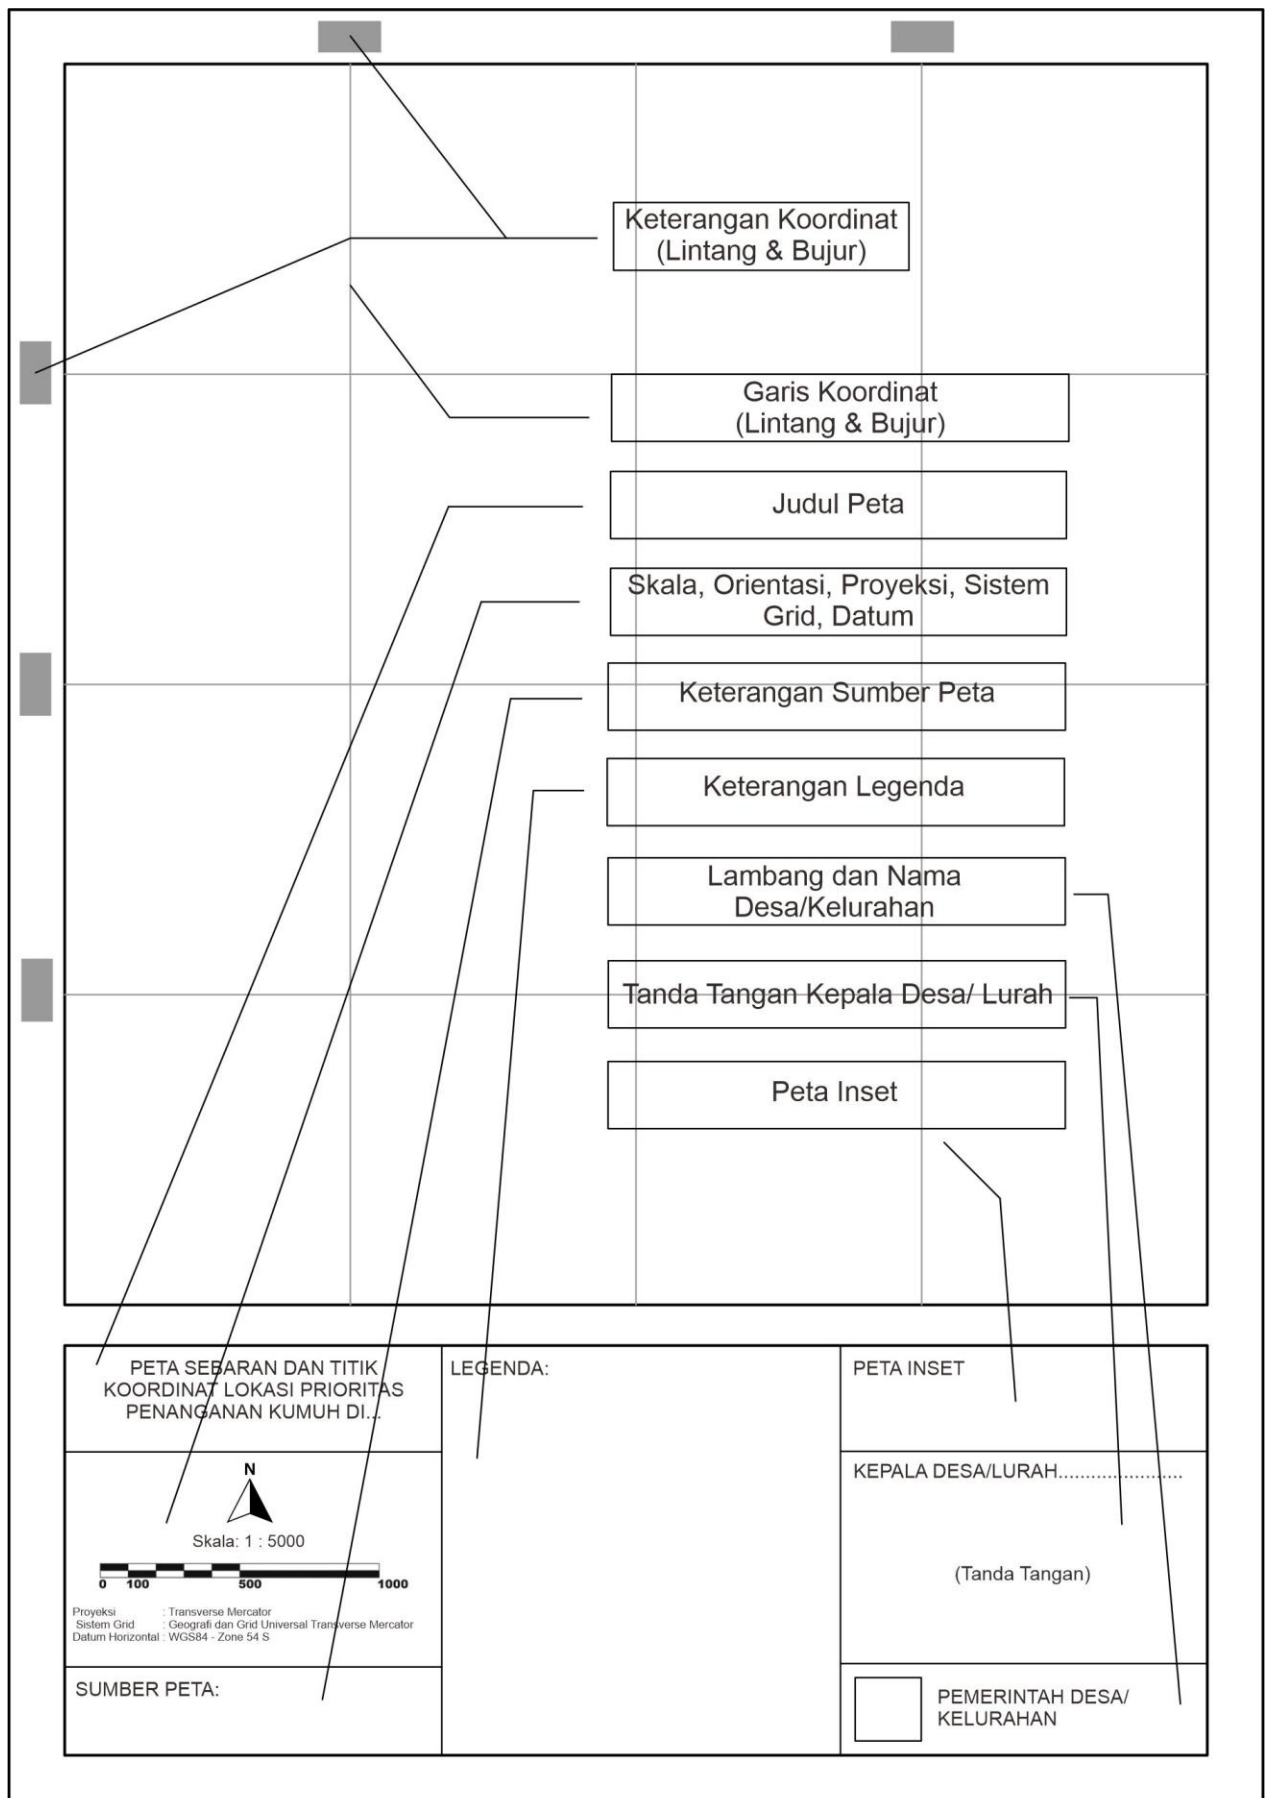 Keterangan Koordinat
(Lintang & Bujur)
Garis Koordinat
(Lintang & Bujur)
Judul Peta
Skala, Orientasi, Proyeksi, Sistem
Grid, Datum
Keterangan Sumber Peta
Keterangan Legenda
Lambang dan Nama
Desa/Kelurahan
Tanda Tangan Kepala Desa/ Lurah
Peta Inset
PETA SEBARAN DAN TITIK
KOORDINAT LOKASI PRIORITAS
PENANGANAN KUMUH DI...
N
Skala: 1 : 5000
0 100 500 1000
Proyeksi : Transverse Mercator
Sistem Grid : Geografi dan Grid Universal Transverse Mercator
Datum Horizontal : WGS84 - Zone 54 S
SUMBER PETA:
LEGENDA:
PETA INSET
KEPALA DESA/LURAH.......................
(Tanda Tangan)
PEMERINTAH DESA/
KELURAHAN